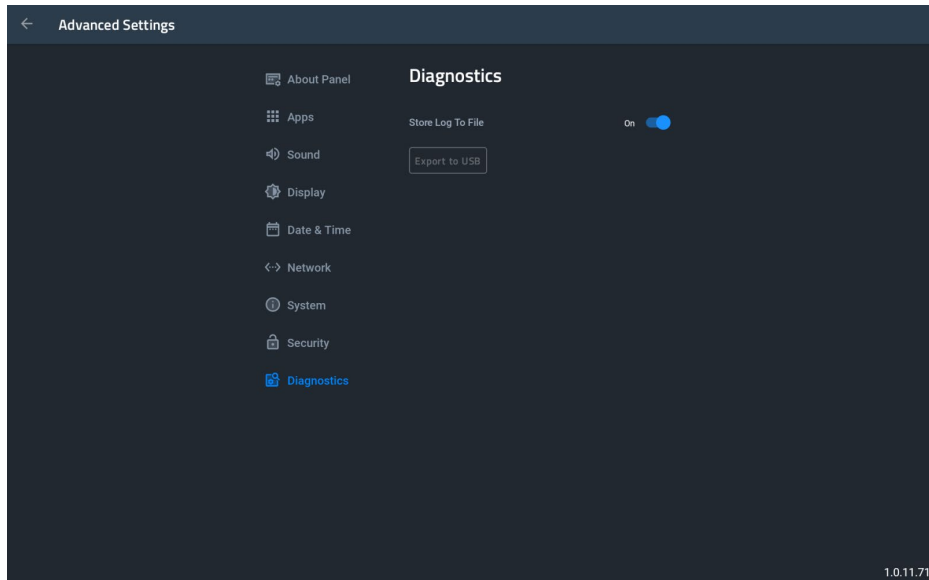 Advanced Settings
About Panel
Apps
Sound
Display
Date & Time
Network
System
Security
Diagnostics
Diagnostics
Store Log To File
On
Export to USB
1.0.11.71